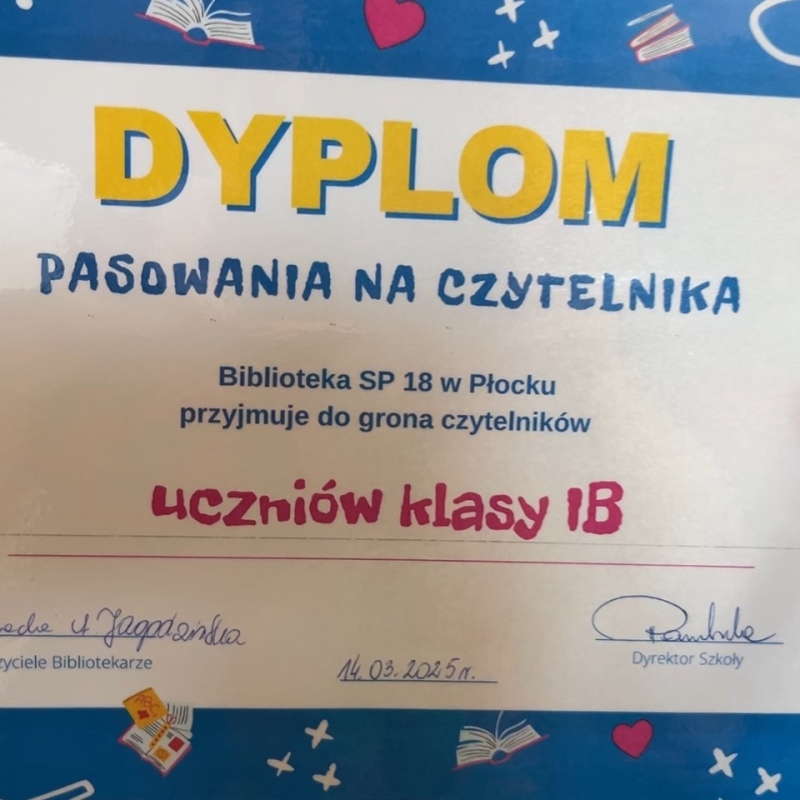 DYPLOM
PASOWANIA NA CZYTELNIKA
Biblioteka SP 18 w Płocku
przyjmuje do grona czytelników
uczniów klasy IB
Jagodzińska
Bibliotekarze
14.03.2025r.
Dyrektor Szkoły